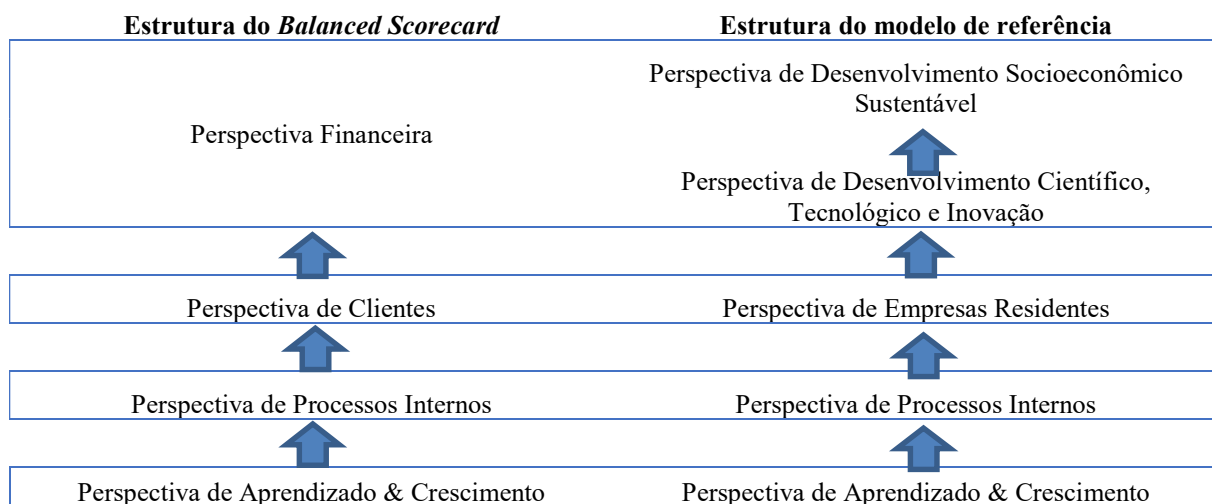 Estrutura do Balanced Scorecard
Estrutura do modelo de referência
Perspectiva Financeira
Perspectiva de Desenvolvimento Socioeconômico
Sustentável
Perspectiva de Desenvolvimento Científico,
Tecnológico e Inovação
Perspectiva de Clientes
Perspectiva de Empresas Residentes
Perspectiva de Processos Internos
Perspectiva de Processos Internos
Perspectiva de Aprendizado & Crescimento
Perspectiva de Aprendizado & Crescimento